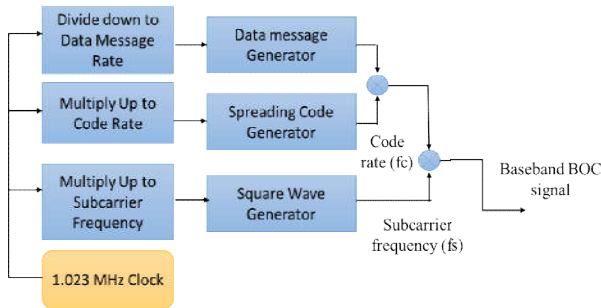 Divide down to
Data Message
Rate
Data message
Generator
Multiply Up to
Code Rate
Spreading Code
Generator
Code
rate (fc)
Multiply Up to
Subcarrier
Frequency
Square Wave
Generator
Baseband BOC
signal
Subcarrier
frequency (fs)
1.023 MHz Clock